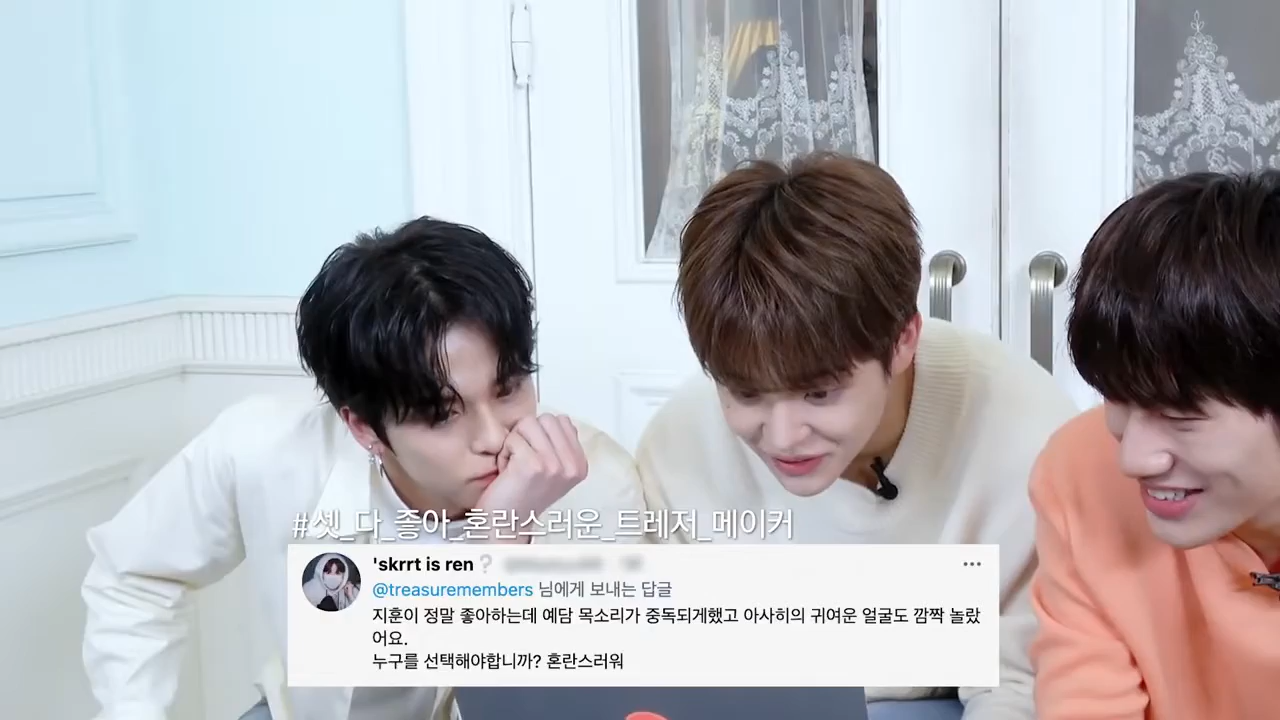 #셋_다_좋아_혼란스러운_트레저_메이커
'skrrt is ren❔
@treasuremembers 님에게 보내는 답글
지훈이 정말 좋아하는데 예담 목소리가 중독되게했고 아사히의 귀여운 얼굴도 깜짝 놀랐
어요.
누구를 선택해야합니까? 혼란스러워